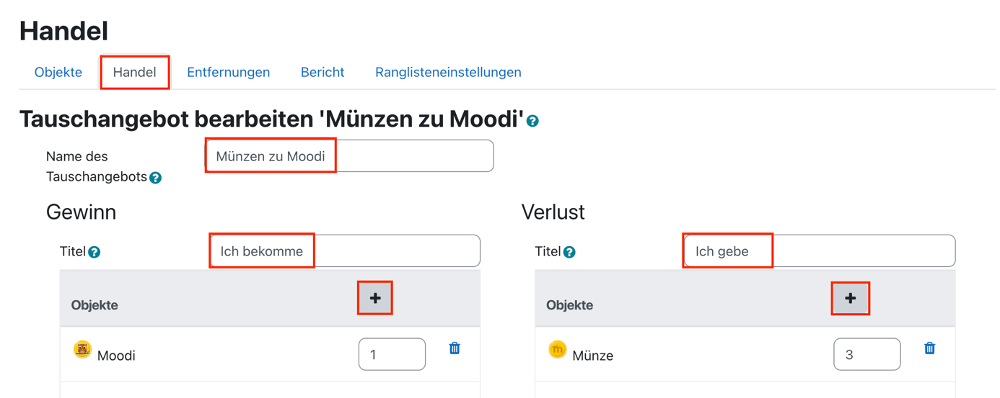 Handel
Objekte Handel Entfernungen Bericht Ranglisteneinstellungen
Tauschangebot bearbeiten 'Münzen zu Moodi' ?
Name des Münzen zu Moodi
Tauschangebots ?
Gewinn Verlust
Titel ? Ich bekomme Titel ? Ich gebe
Objekte + Objekte +
Moodi 1 m Münze 3